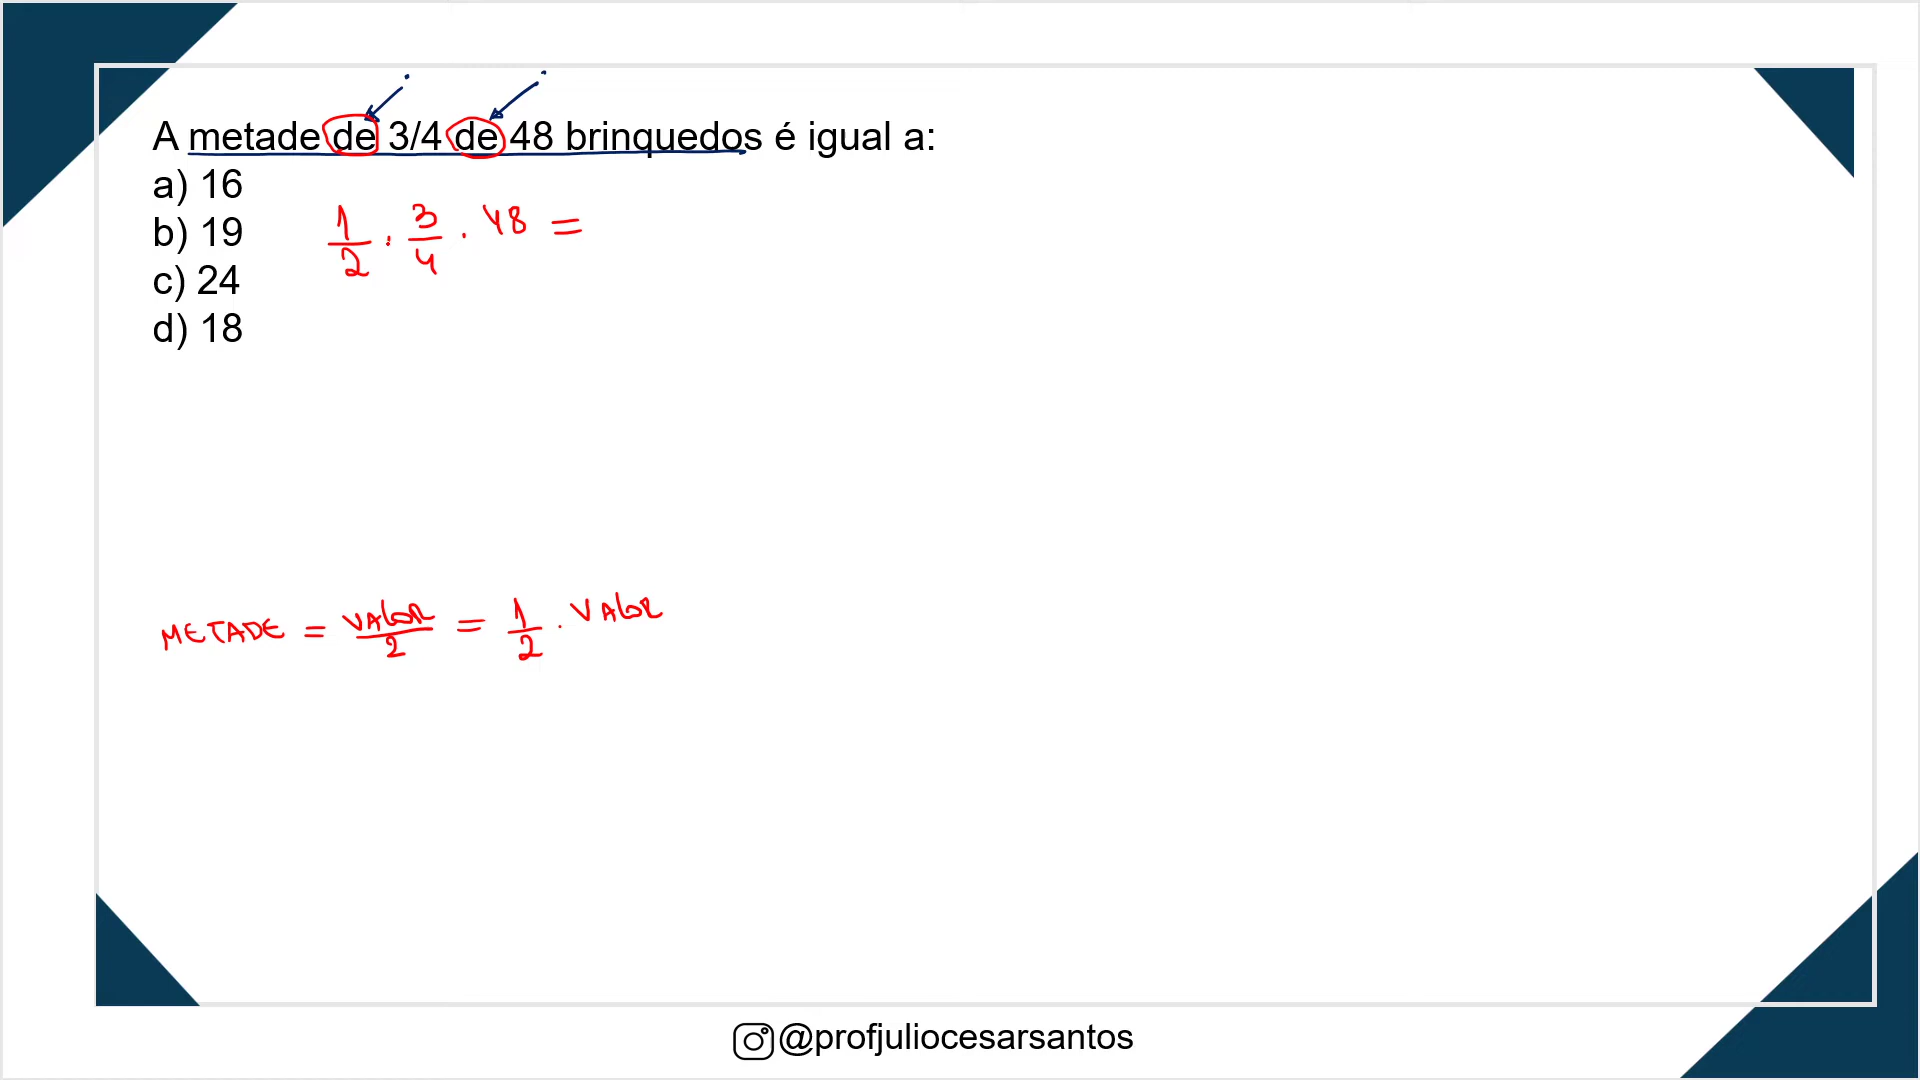 A metade de 3/4 de 48 brinquedos é igual a:
a) 16
b) 19
c) 24
d) 18
1/2 . 3/4 . 48 =
METADE = VALOR/2 = 1/2 . VALOR
@profjuliocesarsantos